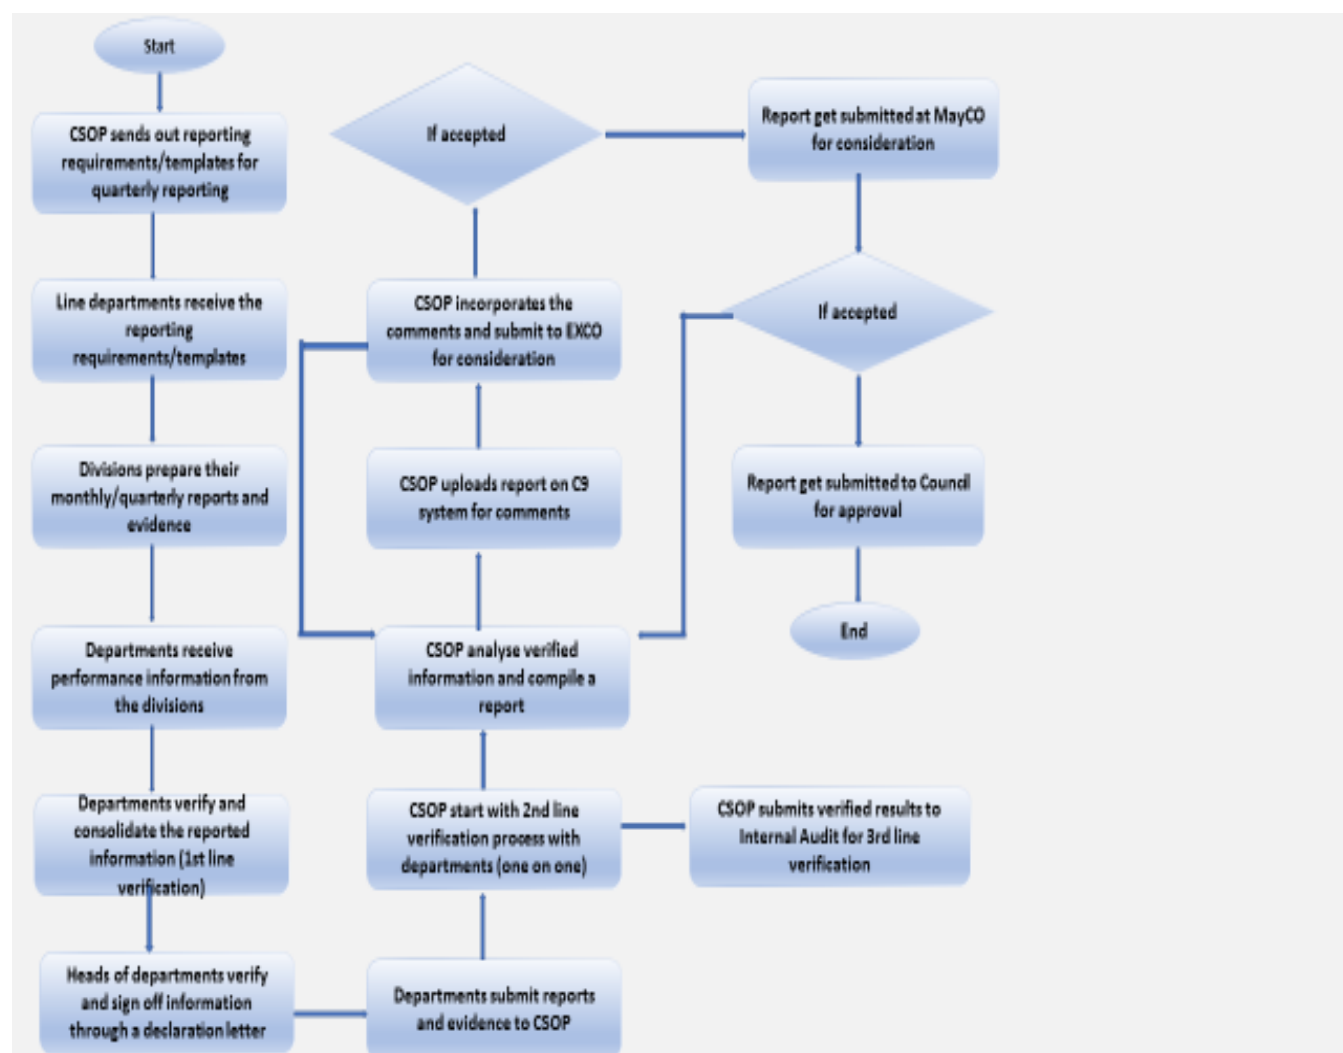 Start
CSOP sends out reporting
requirements/templates for
quarterly reporting
Line departments receive the
reporting
requirements/templates
Divisions prepare their
monthly/quarterly reports and
evidence
Departments receive
performance information from
the divisions
Departments verify and
consolidate the reported
information (1st line
verification)
Heads of departments verify
and sign off information
through a declaration letter
Departments submit reports
and evidence to CSOP
CSOP start with 2nd line
verification process with
departments (one on one)
CSOP submits verified results to
Internal Audit for 3rd line
verification
CSOP analyse verified
information and compile a
report
CSOP uploads report on C9
system for comments
CSOP incorporates the
comments and submit to EXCO
for consideration
If accepted
Report get submitted at MayCO
for consideration
If accepted
Report get submitted to Council
for approval
End